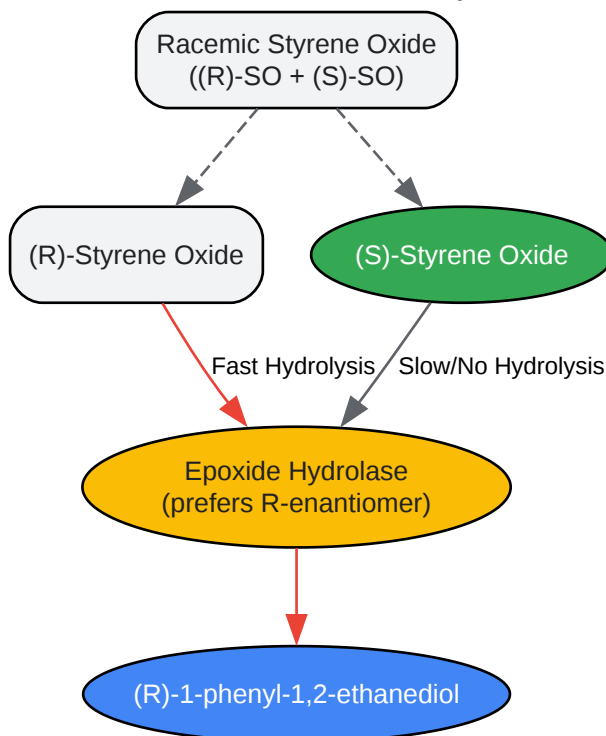 Racemic Styrene Oxide
((R)-SO + (S)-SO)
(R)-Styrene Oxide
(S)-Styrene Oxide
Fast Hydrolysis
Slow/No Hydrolysis
Epoxide Hydrolase
(prefers R-enantiomer)
(R)-1-phenyl-1,2-ethanediol